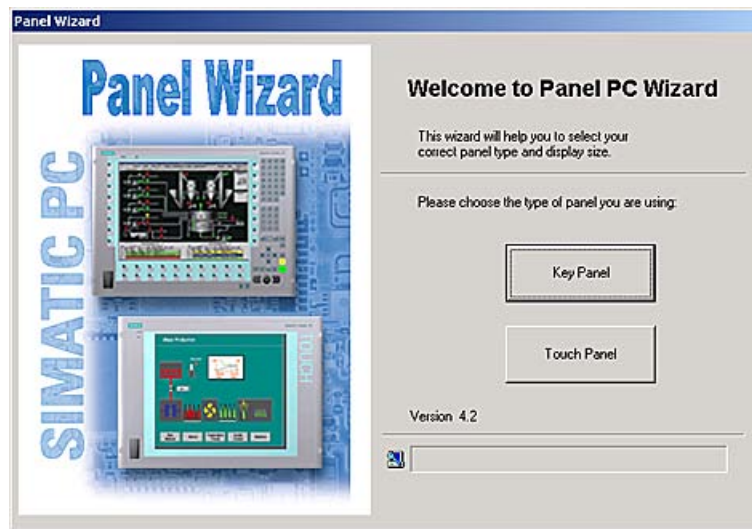 Panel Wizard
Panel Wizard
SIMATIC PC
TOUCH
Welcome to Panel PC Wizard
This wizard will help you to select your
correct panel type and display size.
Please choose the type of panel you are using:
Key Panel
Touch Panel
Version 4.2